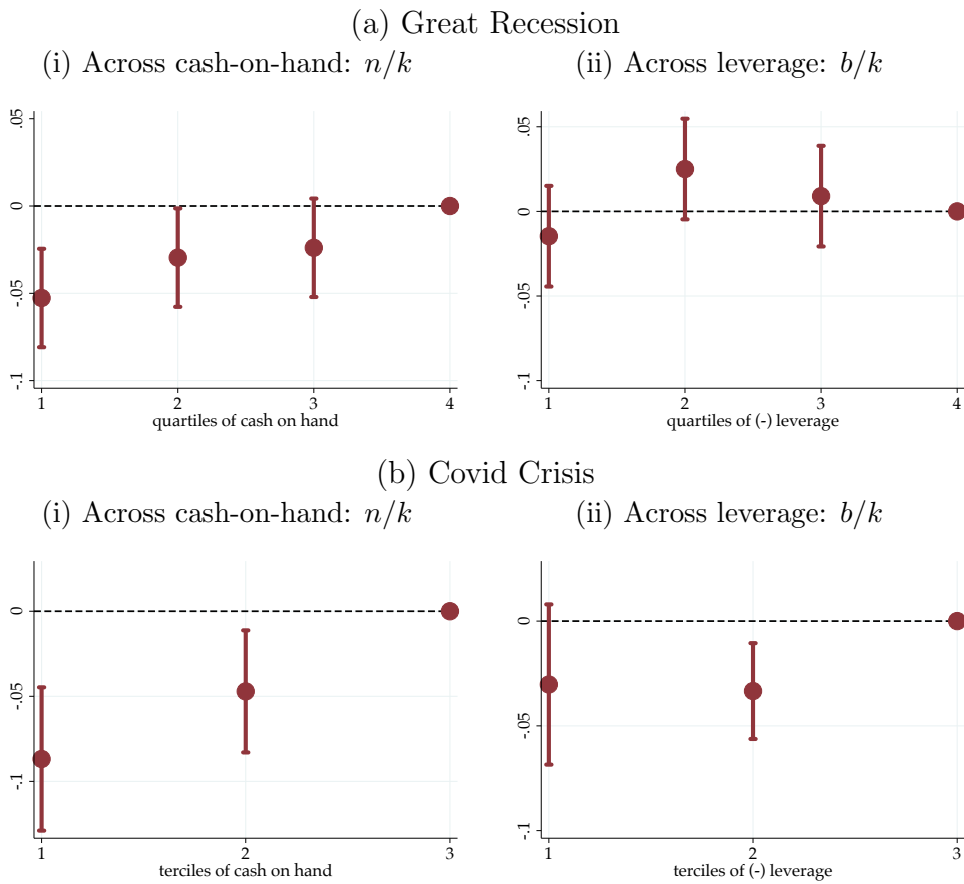 (a) Great Recession
(i) Across cash-on-hand: n/k
(ii) Across leverage: b/k
.05
0
-.05
-.1
1 2 3 4
quartiles of cash on hand
.05
0
-.05
-.1
1 2 3 4
quartiles of (-) leverage
(b) Covid Crisis
(i) Across cash-on-hand: n/k
(ii) Across leverage: b/k
0
-.05
-.1
1 2 3
terciles of cash on hand
0
-.05
-.1
1 2 3
terciles of (-) leverage